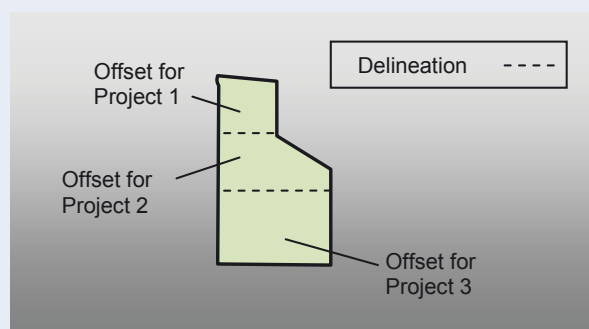 Offset for
Project 1
Delineation
Offset for
Project 2
Offset for
Project 3